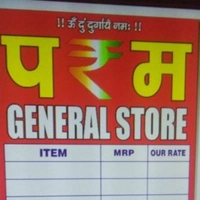 !! ॐ दुं दुर्गायै नमः !!
परम
GENERAL STORE
ITEM MRP OUR RATE